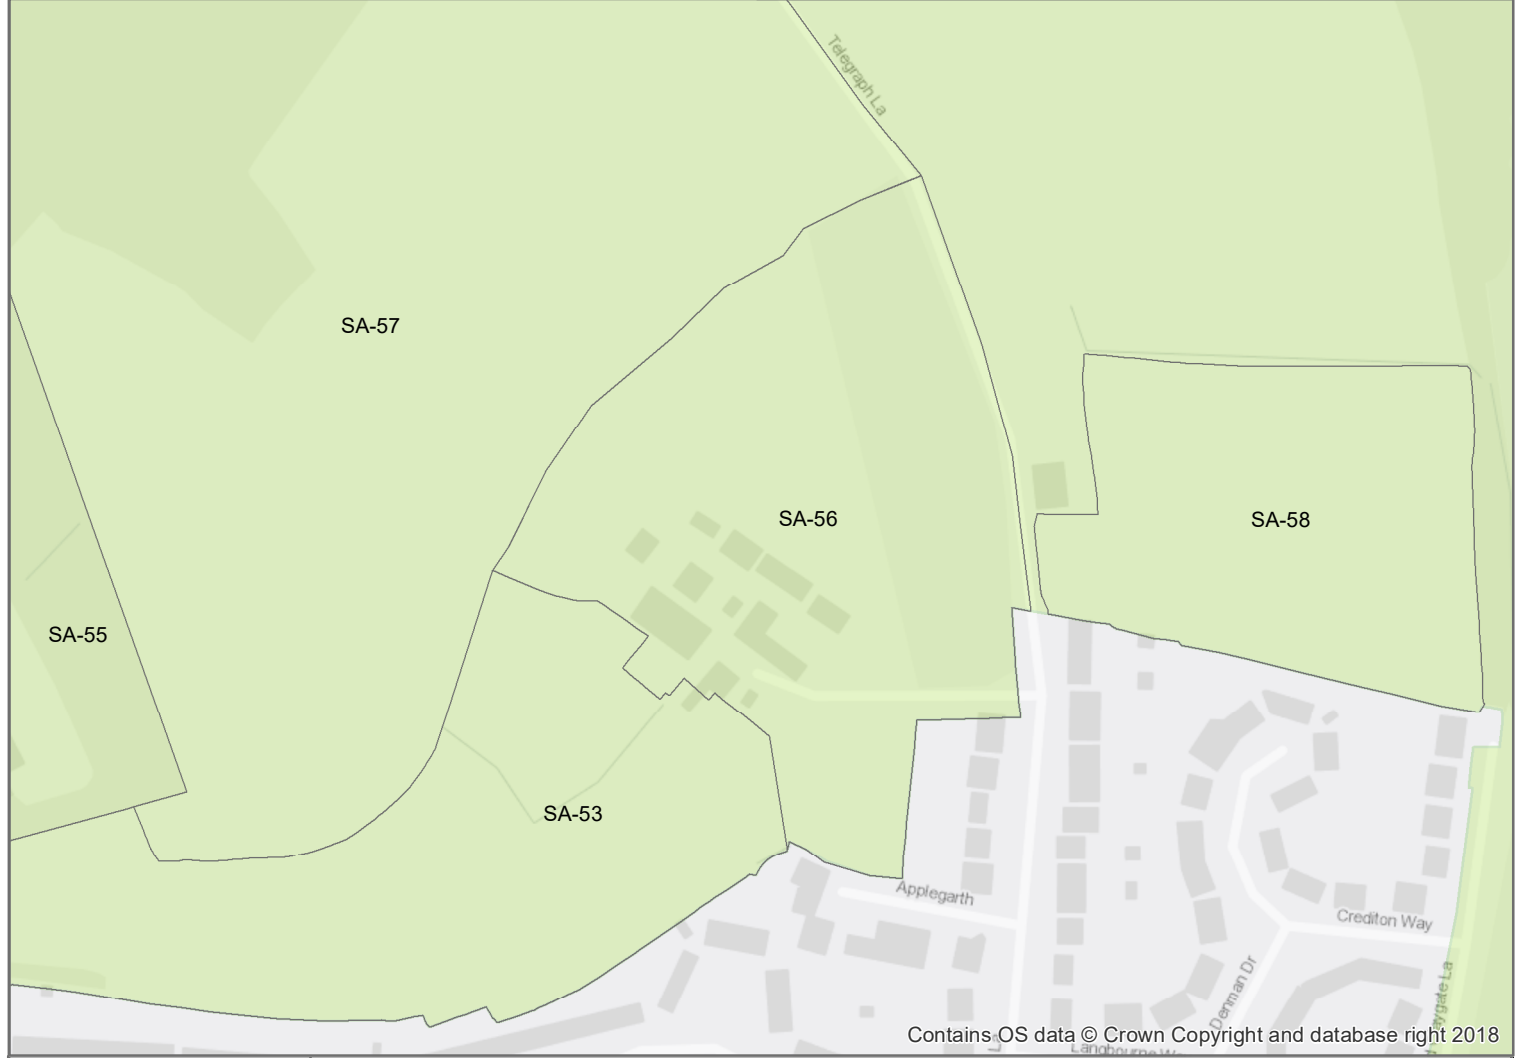 Telegraph La
SA-57
SA-56
SA-58
SA-55
SA-53
Applegarth
Crediton Way
Denman Dr
La
Contains OS data © Crown Copyright and database right 2018